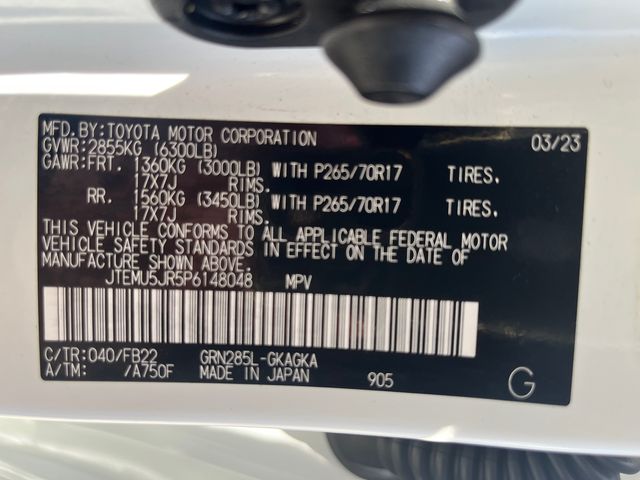 MFD.BY:TOYOTA MOTOR CORPORATION 03/23
GVWR:2855KG (6300LB)
GAWR:FRT. 1360KG (3000LB) WITH P265/70R17 TIRES.
17X7J RIMS.
RR. 1560KG (3450LB) WITH P265/70R17 TIRES.
17X7J RIMS.
THIS VEHICLE CONFORMS TO ALL APPLICABLE FEDERAL MOTOR
VEHICLE SAFETY STANDARDS IN EFFECT ON THE DATE OF
MANUFACTURE SHOWN ABOVE.
JTEMU5JR5P6148048 MPV
C/TR:040/FB22 GRN285L-GKAGKA
A/TM: /A750F MADE IN JAPAN 905 G